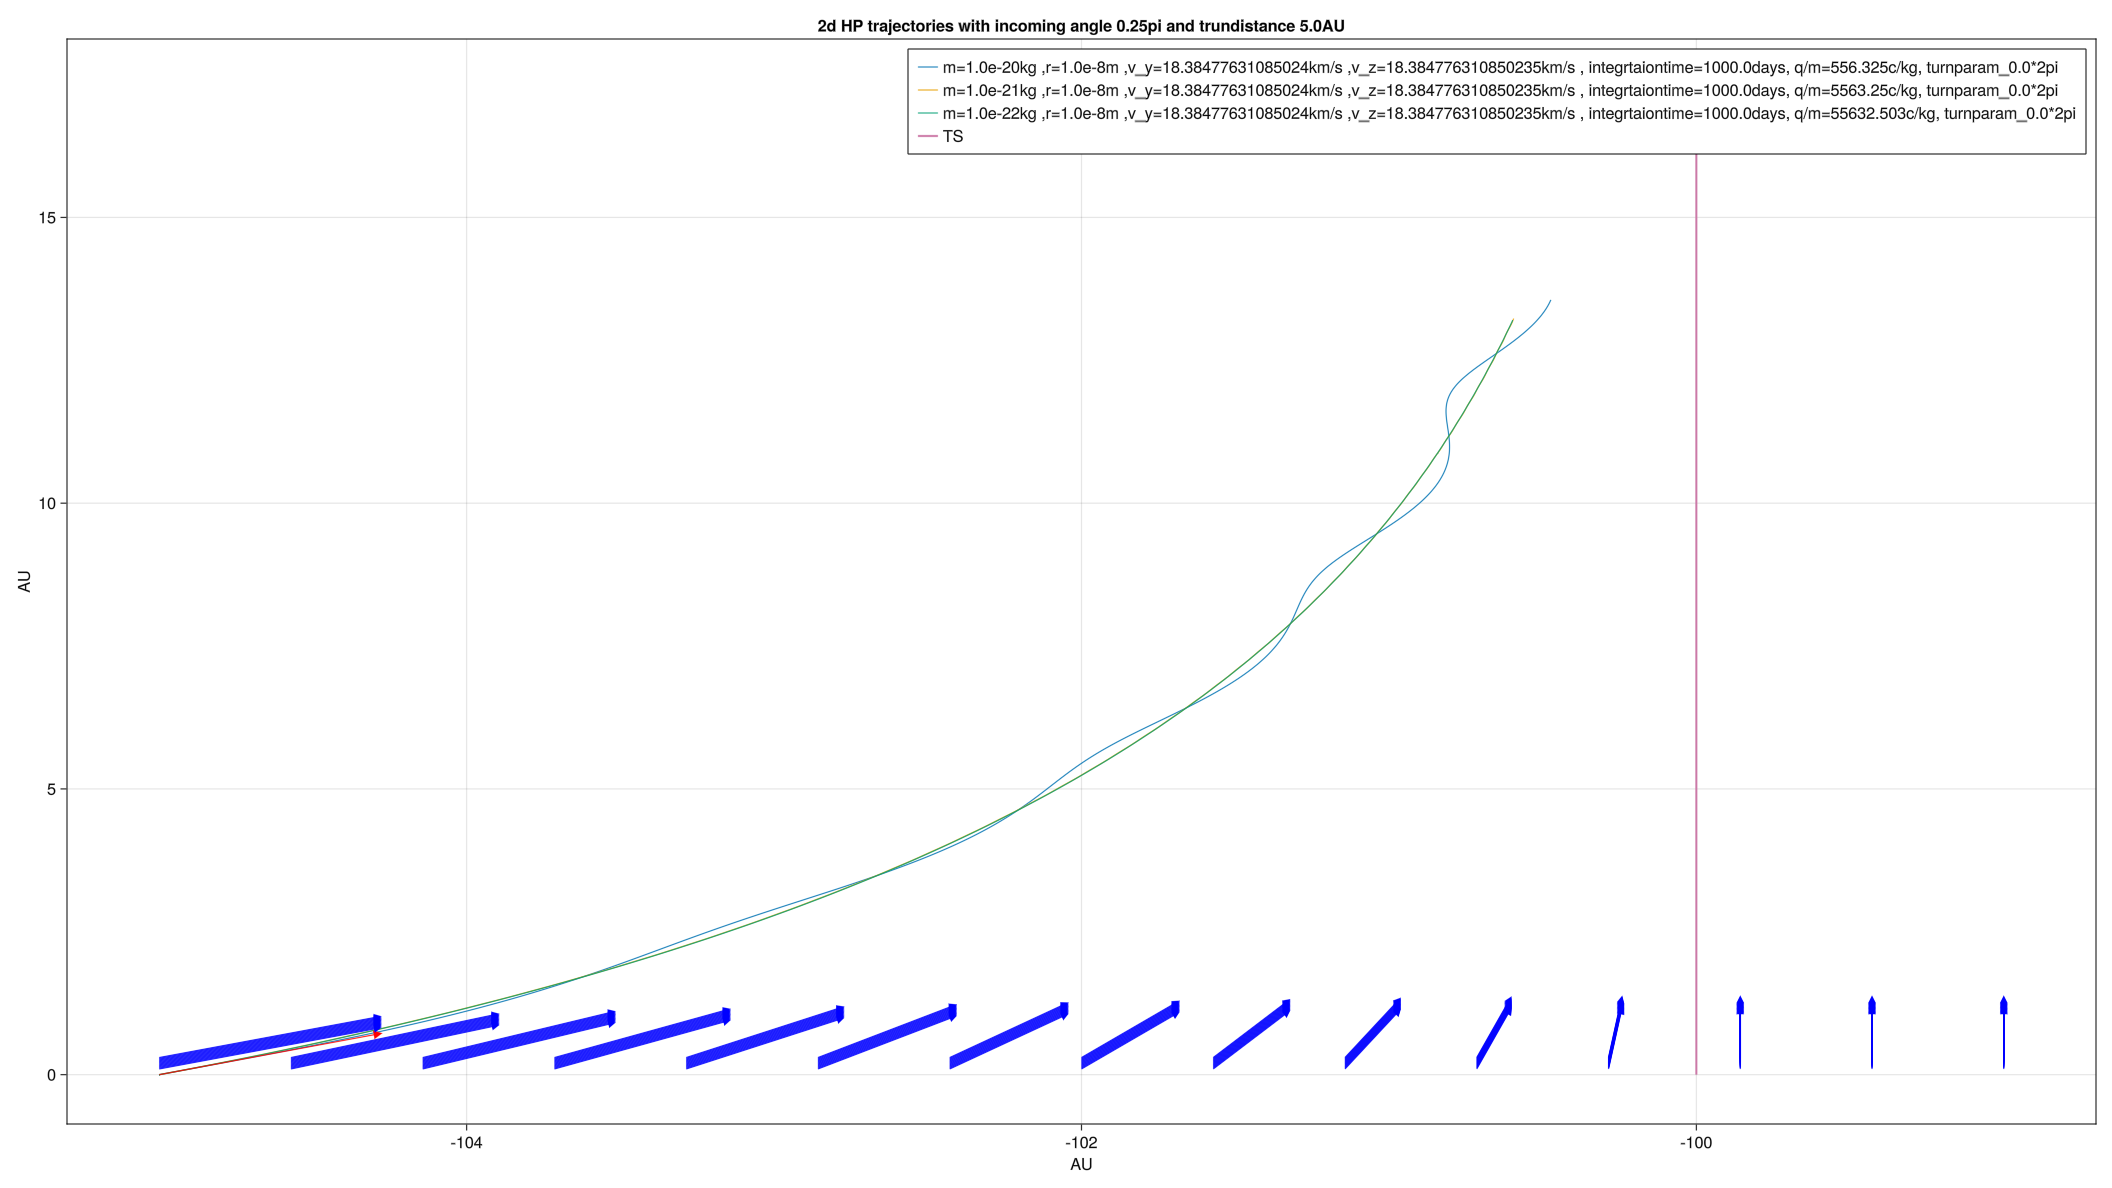 2d HP trajectories with incoming angle 0.25pi and trundistance 5.0AU
m=1.0e-20kg ,r=1.0e-8m ,v_y=18.38477631085024km/s ,v_z=18.384776310850235km/s , integrtaiontime=1000.0days, q/m=556.325c/kg, turnparam_0.0*2pi
m=1.0e-21kg ,r=1.0e-8m ,v_y=18.38477631085024km/s ,v_z=18.384776310850235km/s , integrtaiontime=1000.0days, q/m=5563.25c/kg, turnparam_0.0*2pi
m=1.0e-22kg ,r=1.0e-8m ,v_y=18.38477631085024km/s ,v_z=18.384776310850235km/s , integrtaiontime=1000.0days, q/m=55632.503c/kg, turnparam_0.0*2pi
TS
15
10
5
0
AU
-104
-102
-100
AU